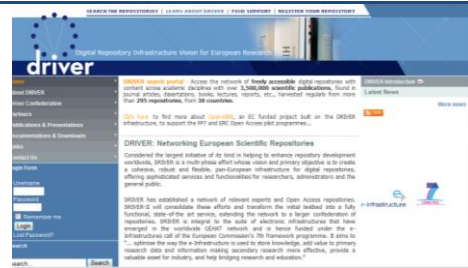 SEARCH THE REPOSITORIES | LEARN ABOUT DRIVER | FIND SUPPORT | REGISTER YOUR REPOSITORY
Digital Repository Infrastructure Vision for European Research
driver
Home
About DRIVER
Driver Confederation
Partners
Publications & Presentations
Documentations & Downloads
Links
Contact Us
Login Form
Username
Password
Remember me
Login
Lost Password?
Search
Search
DRIVER search portal - Access the network of freely accessible digital repositories with
content across academic disciplines with over 3,500,000 scientific publications, found in
journal articles, dissertations, books, lectures, reports, etc., harvested regularly from more
than 295 repositories, from 38 countries.
Click here to find more about OpenAIRE, an EC funded project built on the DRIVER
infrastructure, to support the FP7 and ERC Open Access pilot programmes...
DRIVER: Networking European Scientific Repositories
Considered the largest initiative of its kind in helping to enhance repository development
worldwide, DRIVER is a multi-phase effort whose vision and primary objective is to create
a cohesive, robust and flexible, pan-European infrastructure for digital repositories,
offering sophisticated services and functionalities for researchers, administrators and the
general public.
DRIVER has established a network of relevant experts and Open Access repositories.
DRIVER-II will consolidate these efforts and transform the initial testbed into a fully
functional, state-of-the art service, extending the network to a larger confederation of
repositories. DRIVER is integral to the suite of electronic infrastructures that have
emerged in the worldwide GÉANT network and is hence funded under the e-
Infrastructures call of the European Commission's 7th framework programme. It aims to
"... optimise the way the e-Infrastructure is used to store knowledge, add value to primary
research data and information making secondary research more effective, provide a
valuable asset for industry, and help bridging research and education."
DRIVER Introduction
Latest News
More news
e-infrastructure